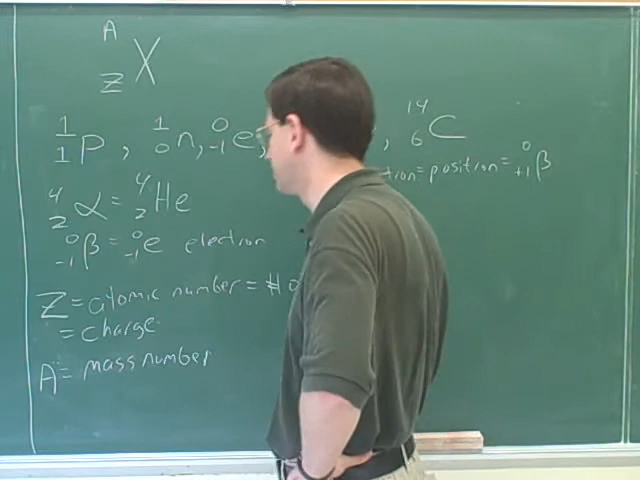 A
Z X
1 1 p , 1 0 n, 0 -1 e, , 14 6 C
tron=positron= 0 +1 β
4 2 α = 4 2 He
0 -1 β = 0 -1 e electron
Z = atomic number = #
= charge
A = mass number